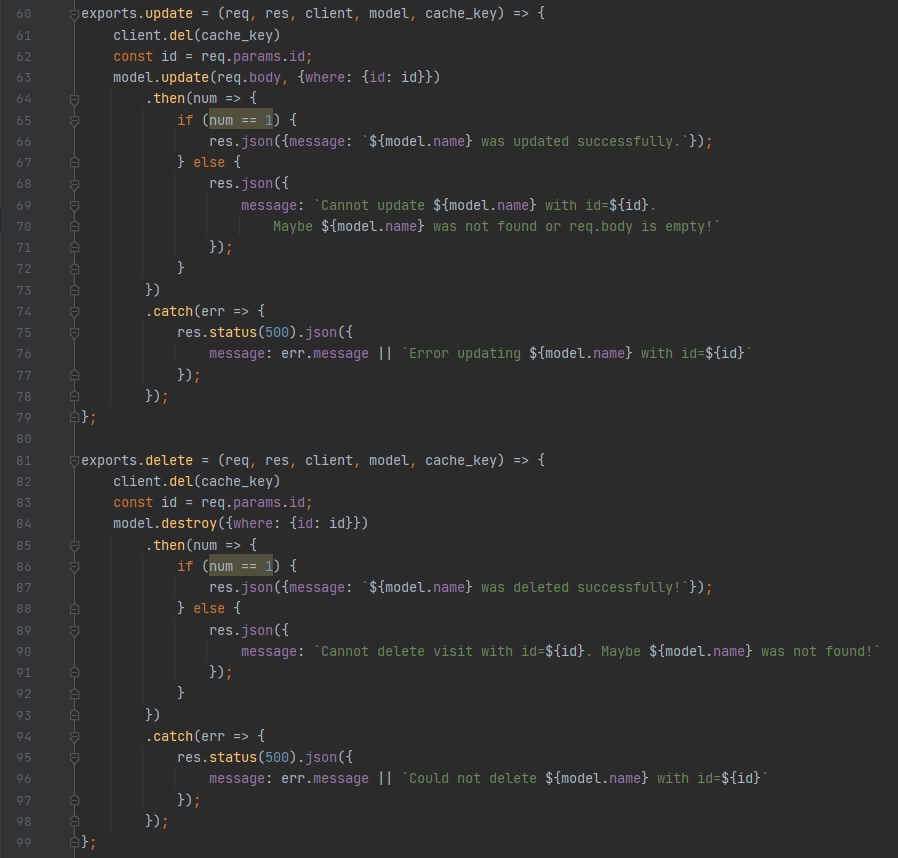 60 exports.update = (req, res, client, model, cache_key) => {
61     client.del(cache_key)
62     const id = req.params.id;
63     model.update(req.body, {where: {id: id}})
64         .then(num => {
65             if (num == 1) {
66                 res.json({message: `${model.name} was updated successfully.`});
67             } else {
68                 res.json({
69                     message: `Cannot update ${model.name} with id=${id}.
70                         Maybe ${model.name} was not found or req.body is empty!`
71                 });
72             }
73         })
74         .catch(err => {
75             res.status(500).json({
76                 message: err.message || `Error updating ${model.name} with id=${id}`
77             });
78         });
79 };
80
81 exports.delete = (req, res, client, model, cache_key) => {
82     client.del(cache_key)
83     const id = req.params.id;
84     model.destroy({where: {id: id}})
85         .then(num => {
86             if (num == 1) {
87                 res.json({message: `${model.name} was deleted successfully!`});
88             } else {
89                 res.json({
90                     message: `Cannot delete visit with id=${id}. Maybe ${model.name} was not found!`
91                 });
92             }
93         })
94         .catch(err => {
95             res.status(500).json({
96                 message: err.message || `Could not delete ${model.name} with id=${id}`
97             });
98         });
99 };